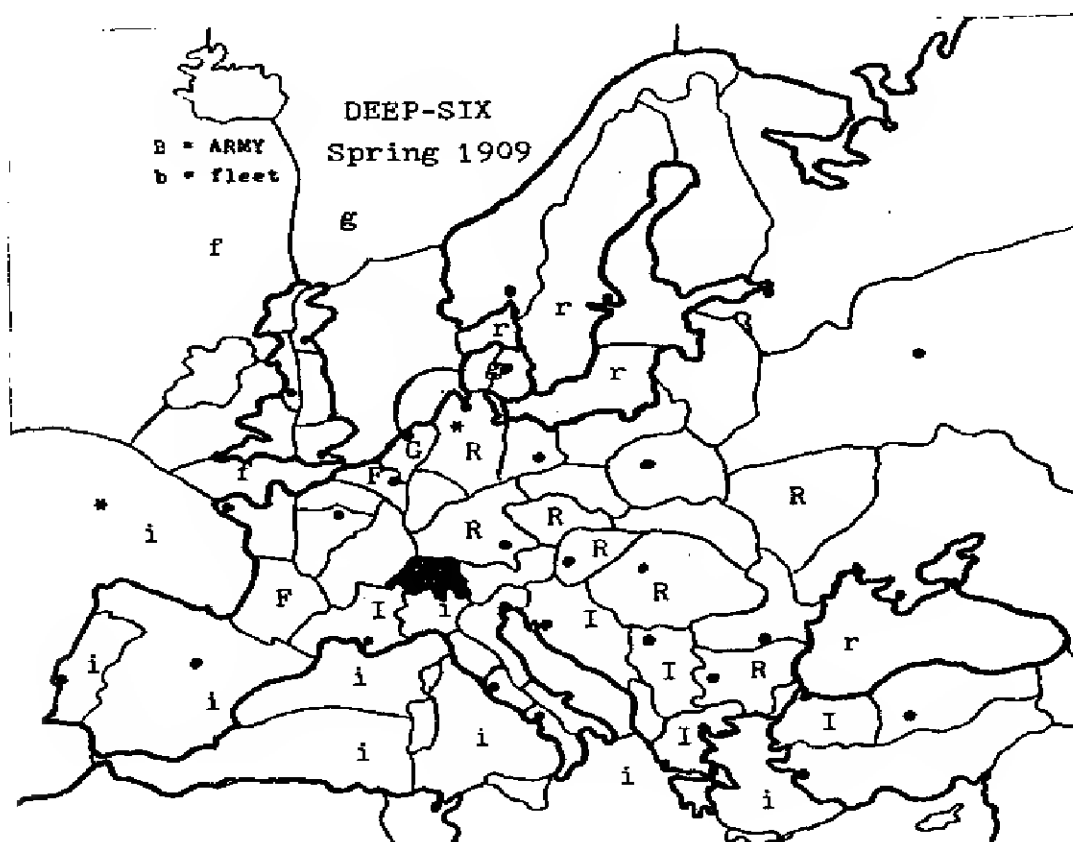 DEEP-SIX
B = ARMY
Spring 1909
b = fleet
g
f
r
r
g
r
*
G
R
f
F
R
*
R
R
i
R
R
F
I
i
I
r
i
I
R
i
i
I
I
i
i
i
i